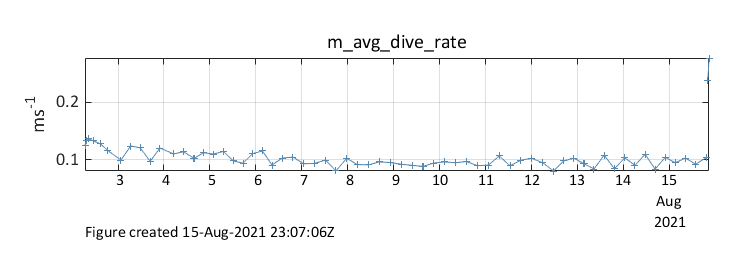 m_avg_dive_rate
ms-1
0.2
0.1
3 4 5 6 7 8 9 10 11 12 13 14 15
Aug
2021
Figure created 15-Aug-2021 23:07:06Z